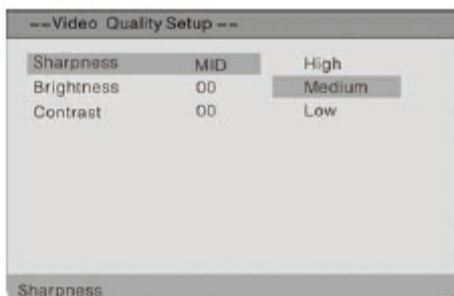 --Video Quality Setup--
Sharpness MID High
Brightness 00 Medium
Contrast 00 Low
Sharpness